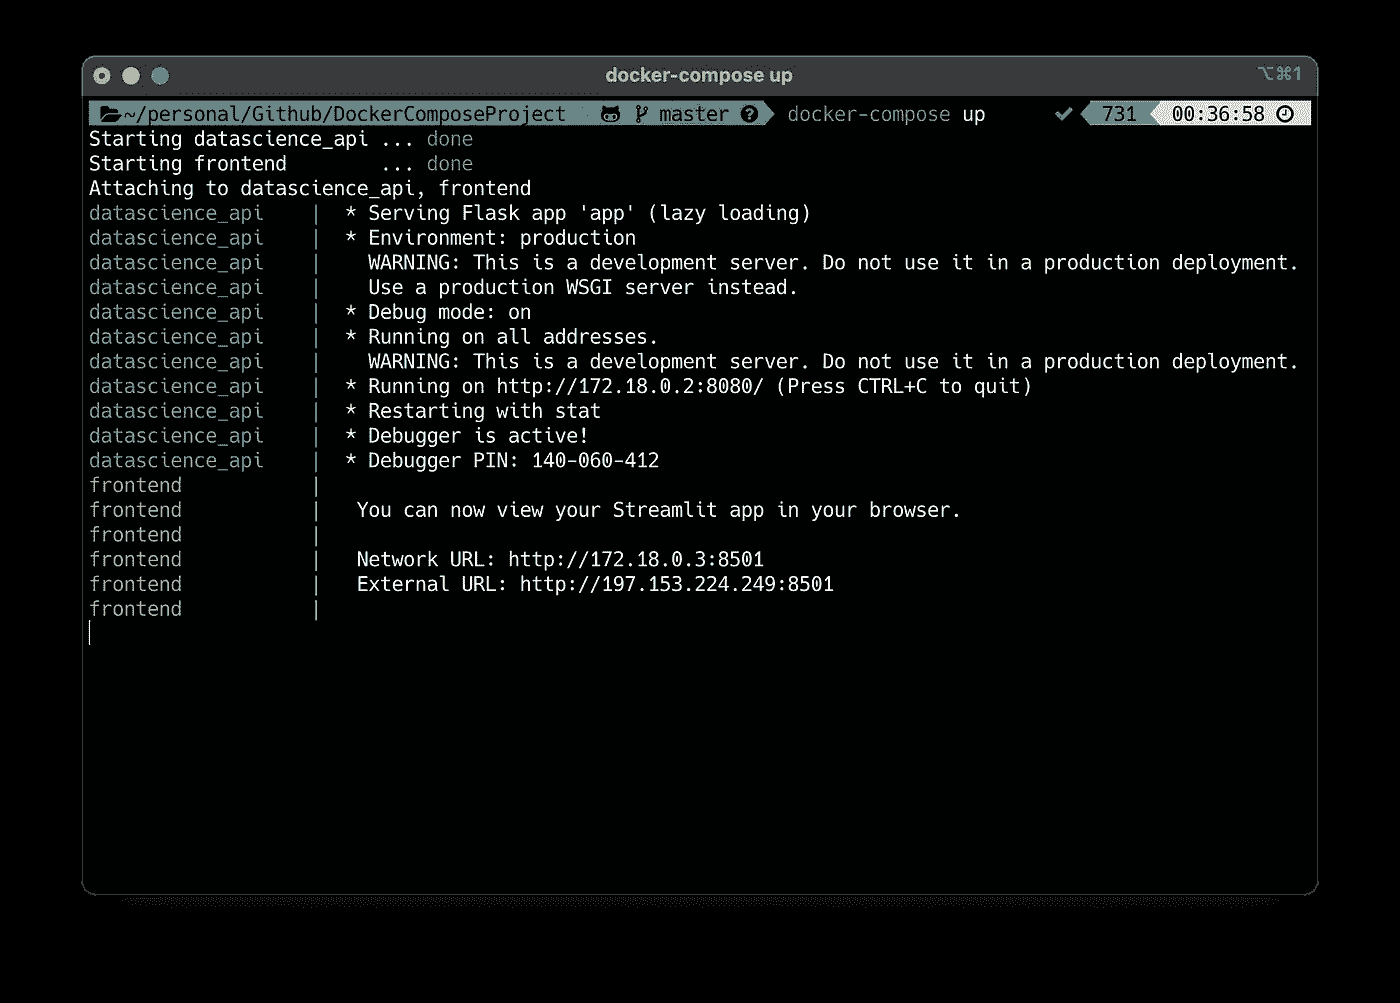 docker-compose up
⌥⌘1
~/personal/Github/DockerComposeProject master ? docker-compose up ✓ 731 00:36:58
Starting datascience_api ... done
Starting frontend        ... done
Attaching to datascience_api, frontend
datascience_api    |  * Serving Flask app 'app' (lazy loading)
datascience_api    |  * Environment: production
datascience_api    |    WARNING: This is a development server. Do not use it in a production deployment.
datascience_api    |    Use a production WSGI server instead.
datascience_api    |  * Debug mode: on
datascience_api    |  * Running on all addresses.
datascience_api    |    WARNING: This is a development server. Do not use it in a production deployment.
datascience_api    |  * Running on http://172.18.0.2:8080/ (Press CTRL+C to quit)
datascience_api    |  * Restarting with stat
datascience_api    |  * Debugger is active!
datascience_api    |  * Debugger PIN: 140-060-412
frontend           |
frontend           |   You can now view your Streamlit app in your browser.
frontend           |
frontend           |   Network URL: http://172.18.0.3:8501
frontend           |   External URL: http://197.153.224.249:8501
frontend           |